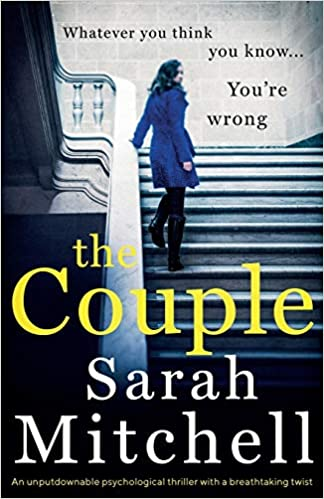 Whatever you think
you know...
You're
wrong
the
Couple
Sarah
Mitchell
An unputdownable psychological thriller with a breathtaking twist